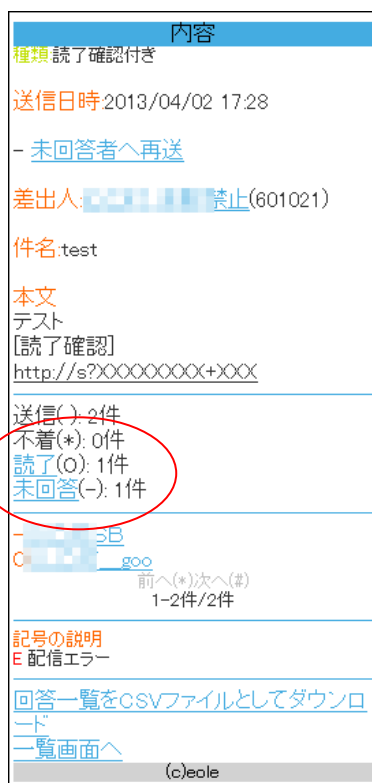 内容
種類:読了確認付き
送信日時:2013/04/02 17:28
- 未回答者へ再送
差出人: 禁止(601021)
件名:test
本文
テスト
[読了確認]
http://s?XXXXXXXXX+XXX
送信( ): 2件
不着(*): 0件
読了(O): 1件
未回答(-): 1件
- SB
O __goo
前へ(*)次へ(#)
1-2件/2件
記号の説明
E 配信エラー
回答一覧をCSVファイルとしてダウンロ
ード
一覧画面へ
(c)eole